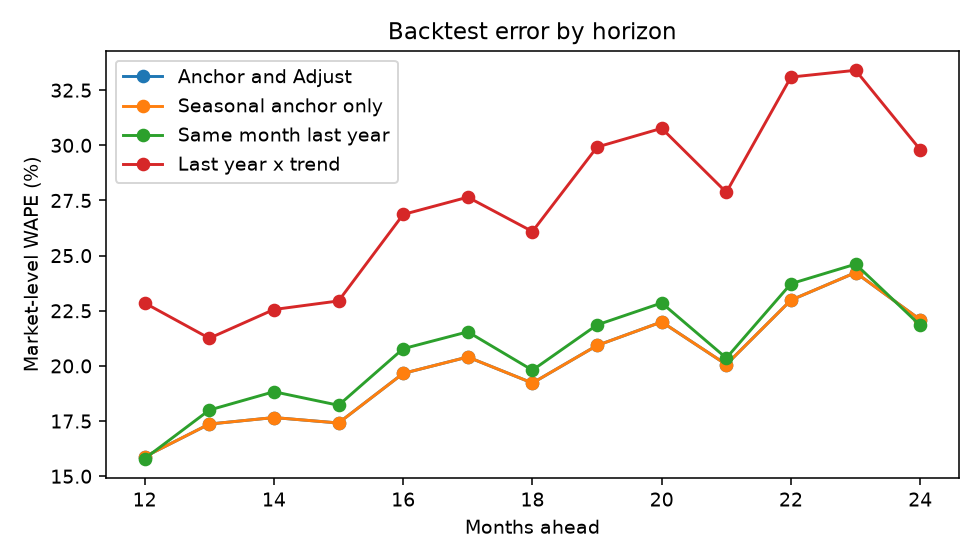 Backtest error by horizon
Anchor and Adjust
Seasonal anchor only
Same month last year
Last year x trend
Market-level WAPE (%)
32.5
30.0
27.5
25.0
22.5
20.0
17.5
15.0
12 14 16 18 20 22 24
Months ahead